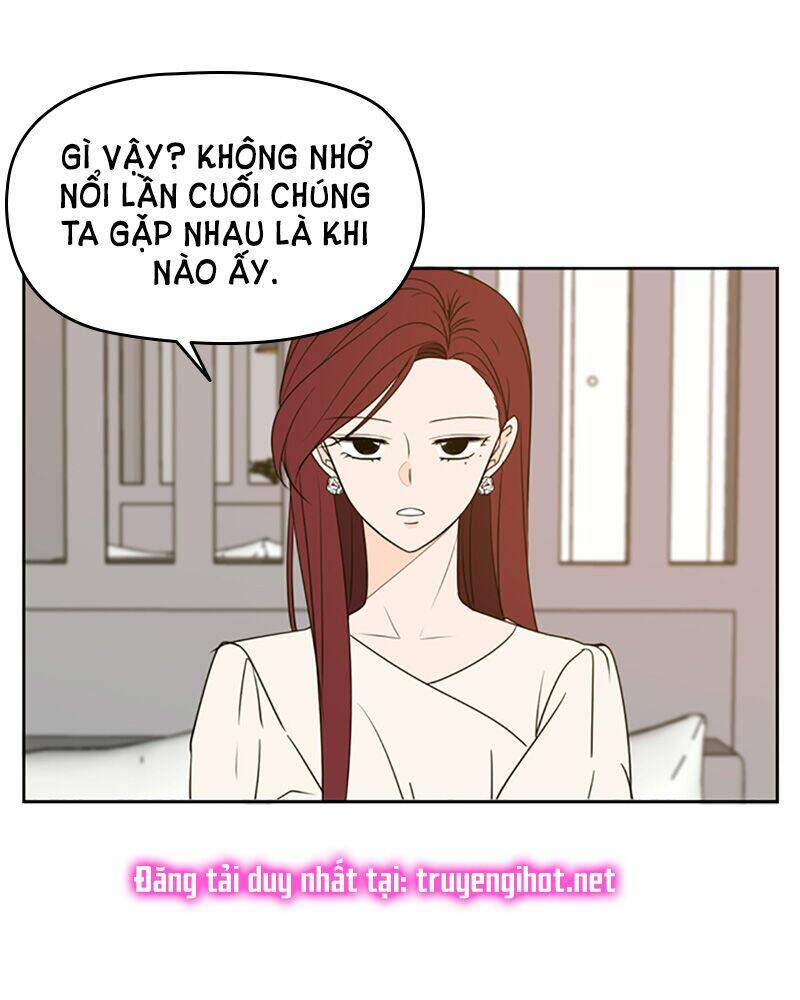 GÌ VẬY? KHÔNG NHỚ
NỔI LẦN CUỐI CHÚNG
TA GẶP NHAU LÀ KHI
NÀO ẤY.
Đăng tải duy nhất tại: truyengihot.net